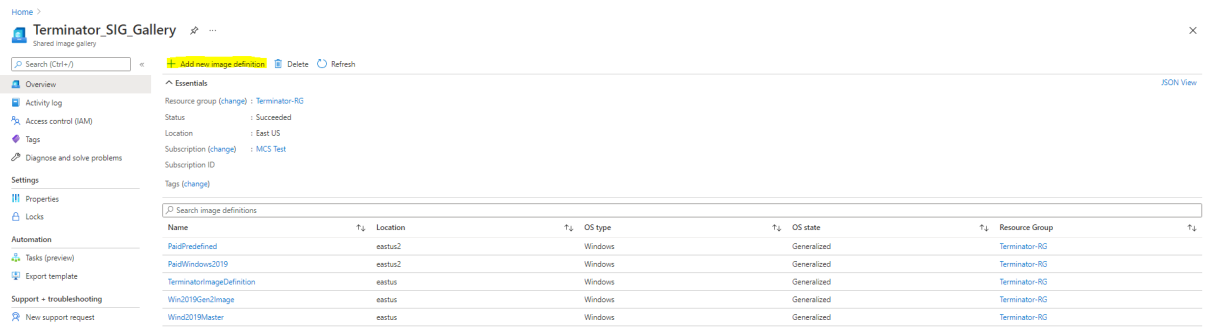 Home >
Terminator_SIG_Gallery ...
Shared image gallery
Search (Ctrl+/) «
+ Add new image definition Delete Refresh
Overview
Activity log
Access control (IAM)
Tags
Diagnose and solve problems
Settings
Properties
Locks
Automation
Tasks (preview)
Export template
Support + troubleshooting
New support request
Essentials JSON View
Resource group (change) : Terminator-RG
Status : Succeeded
Location : East US
Subscription (change) : MCS Test
Subscription ID
Tags (change)
Search image definitions
Name Location OS type OS state Resource Group
PaidPredefined eastus2 Windows Generalized Terminator-RG
PaidWindows2019 eastus2 Windows Generalized Terminator-RG
TerminatorImageDefinition eastus Windows Generalized Terminator-RG
Win2019Gen2Image eastus Windows Generalized Terminator-RG
Wind2019Master eastus Windows Generalized Terminator-RG